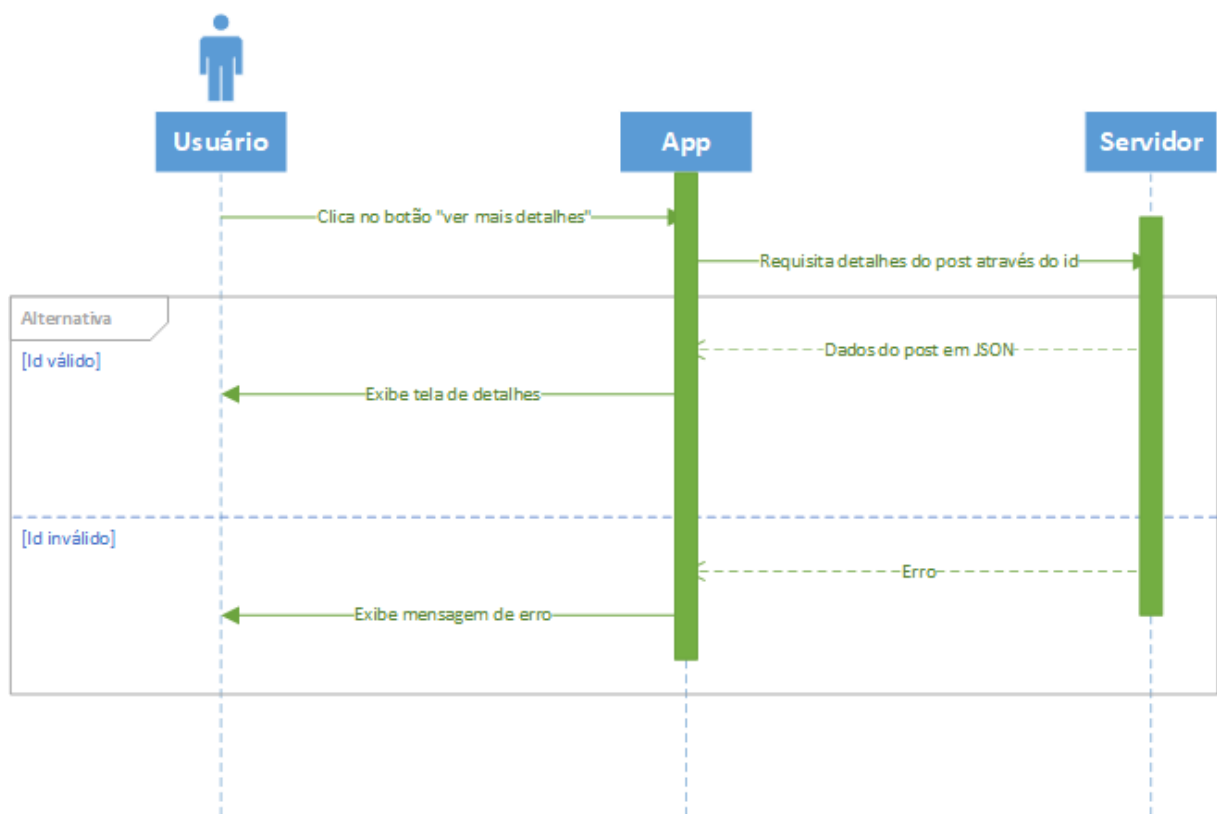 Usuário
App
Servidor
Clica no botão "ver mais detalhes"
Requisita detalhes do post através do id
Alternativa
[Id válido]
Dados do post em JSON
Exibe tela de detalhes
[Id inválido]
Erro
Exibe mensagem de erro